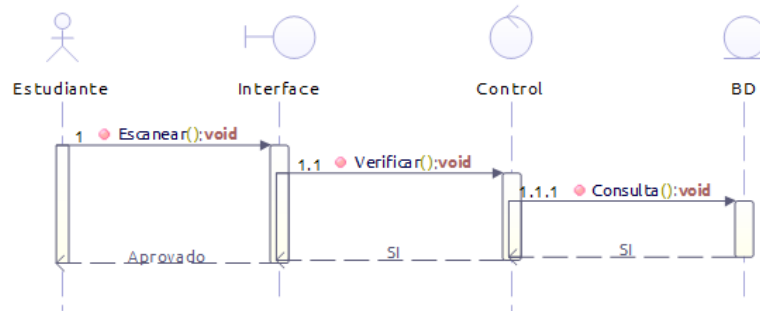 Estudiante Interface Control BD
1 Escanear():void
1.1 Verificar():void
1.1.1 Consulta():void
Aprovado SI SI